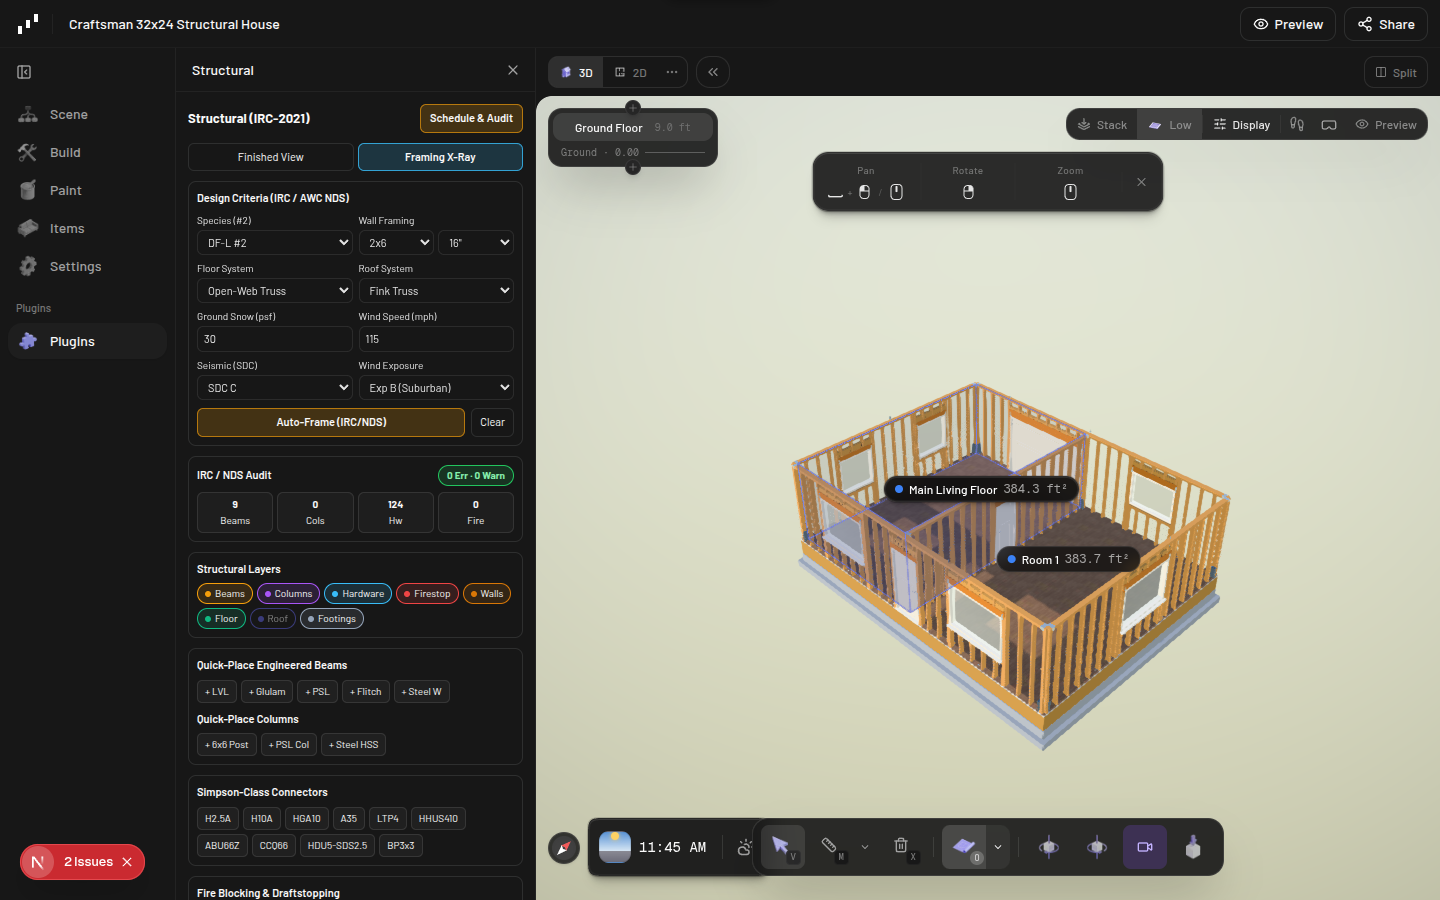 Craftsman 32x24 Structural House
Preview
Share
Scene
Build
Paint
Items
Settings
Plugins
Plugins
N
2 Issues
Structural
Structural (IRC-2021)
Schedule & Audit
Finished View
Framing X-Ray
Design Criteria (IRC / AWC NDS)
Species (#2)
Wall Framing
DF-L #2
2x6
16"
Floor System
Roof System
Open-Web Truss
Fink Truss
Ground Snow (psf)
Wind Speed (mph)
30
115
Seismic (SDC)
Wind Exposure
SDC C
Exp B (Suburban)
Auto-Frame (IRC/NDS)
Clear
IRC / NDS Audit
0 Err · 0 Warn
9
0
124
0
Beams
Cols
Hw
Fire
Structural Layers
Beams
Columns
Hardware
Firestop
Walls
Floor
Roof
Footings
Quick-Place Engineered Beams
+ LVL
+ Glulam
+ PSL
+ Flitch
+ Steel W
Quick-Place Columns
+ 6x6 Post
+ PSL Col
+ Steel HSS
Simpson-Class Connectors
H2.5A
H10A
HGA10
A35
LTP4
HHUS410
ABU66Z
CCQ66
HDU5-SDS2.5
BP3x3
Fire Blocking & Draftstopping
3D
2D
Split
Ground Floor 9.0 ft
Ground · 0.00
Stack
Low
Display
Preview
Pan
Rotate
Zoom
+
/
Main Living Floor 384.3 ft²
Room 1 383.7 ft²
11:45 AM
V
M
X
0